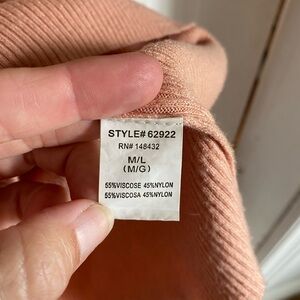 STYLE# 62922
RN# 148432
M/L
(M/G)
55%VISCOSE 45%NYLON
55%VISCOSA 45%NYLON